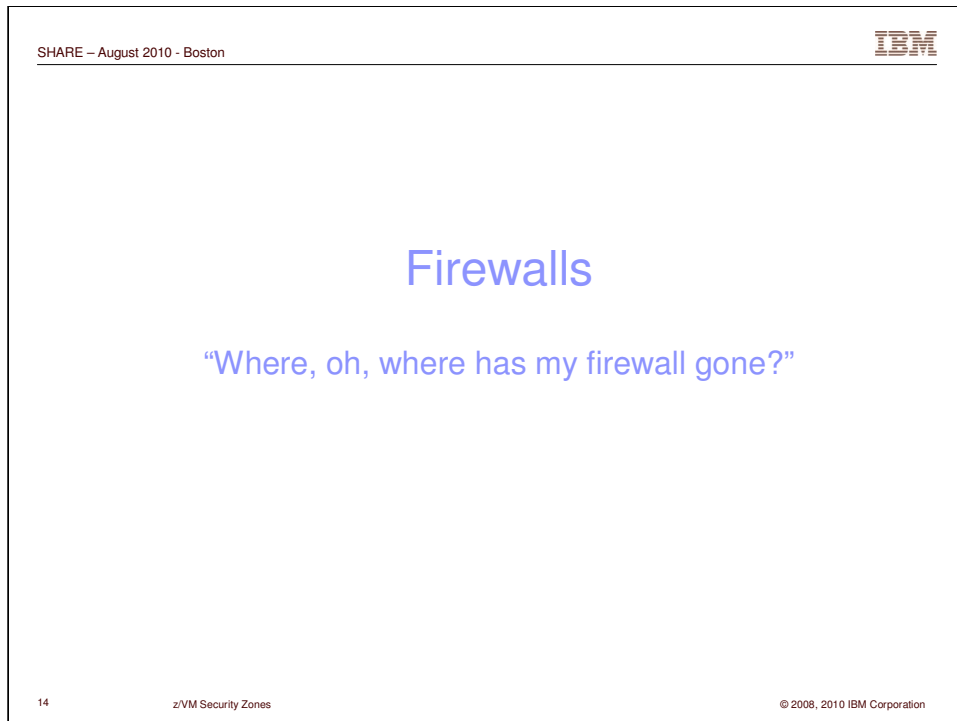 SHARE – August 2010 - Boston
IBM
Firewalls
“Where, oh, where has my firewall gone?”
14 z/VM Security Zones © 2008, 2010 IBM Corporation